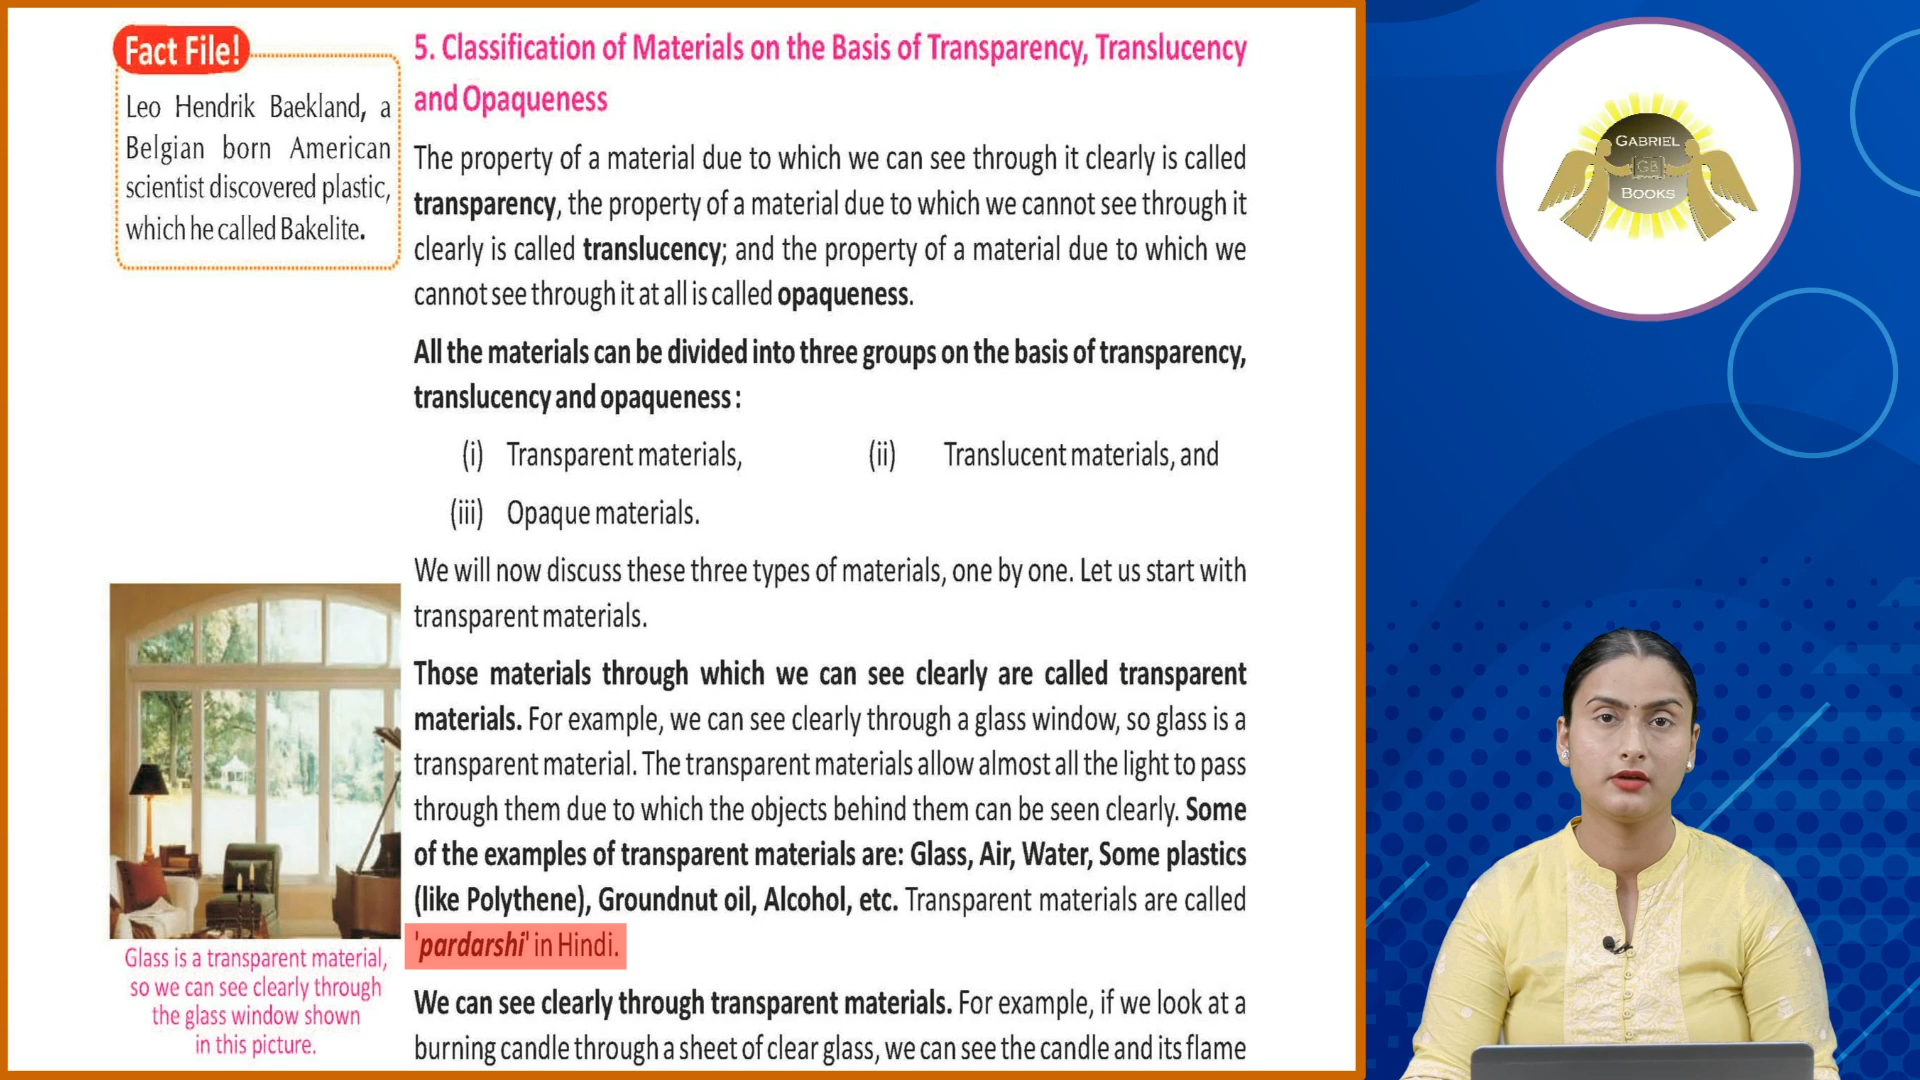 Fact File!
Leo Hendrik Baekland, a
Belgian born American
scientist discovered plastic,
which he called Bakelite.
5. Classification of Materials on the Basis of Transparency, Translucency
and Opaqueness
The property of a material due to which we can see through it clearly is called
transparency, the property of a material due to which we cannot see through it
clearly is called translucency; and the property of a material due to which we
cannot see through it at all is called opaqueness.
All the materials can be divided into three groups on the basis of transparency,
translucency and opaqueness :
(i) Transparent materials, (ii) Translucent materials, and
(iii) Opaque materials.
We will now discuss these three types of materials, one by one. Let us start with
transparent materials.
Those materials through which we can see clearly are called transparent
materials. For example, we can see clearly through a glass window, so glass is a
transparent material. The transparent materials allow almost all the light to pass
through them due to which the objects behind them can be seen clearly. Some
of the examples of transparent materials are: Glass, Air, Water, Some plastics
(like Polythene), Groundnut oil, Alcohol, etc. Transparent materials are called
'pardarshi' in Hindi.
We can see clearly through transparent materials. For example, if we look at a
burning candle through a sheet of clear glass, we can see the candle and its flame
Glass is a transparent material,
so we can see clearly through
the glass window shown
in this picture.
GABRIEL
GB
BOOKS